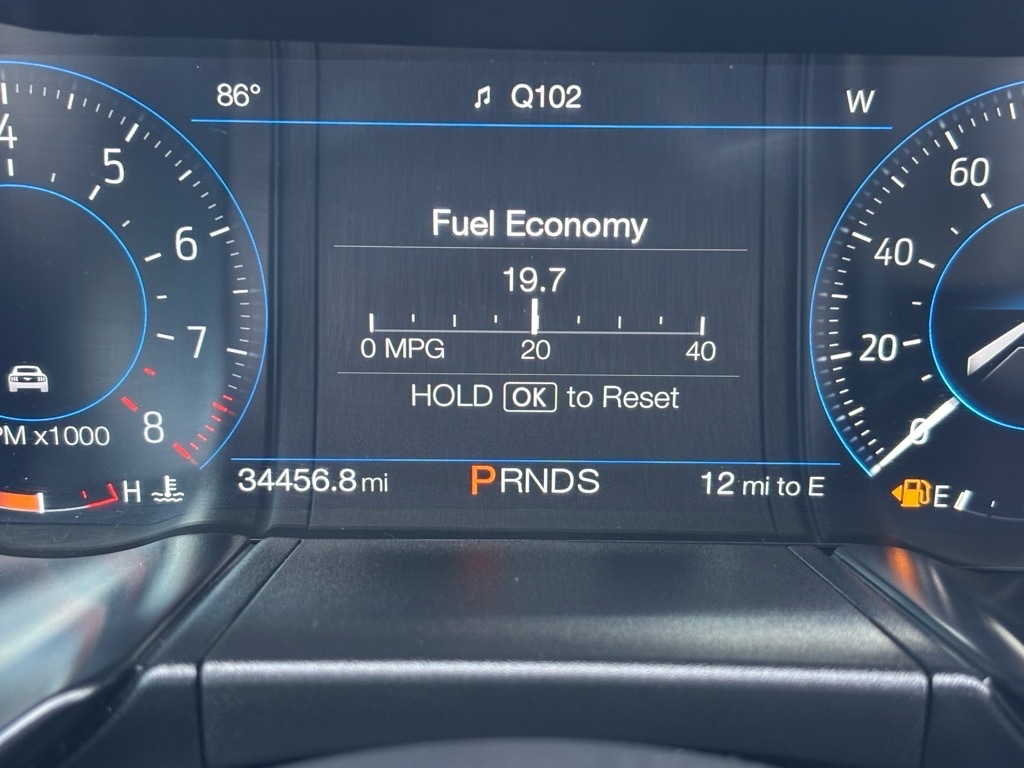 86°
♫ Q102
W
4
5
6
7
8
PM x1000
H
Fuel Economy
19.7
0 MPG 20 40
HOLD OK to Reset
34456.8 mi
PRNDS
12 mi to E
60
40
20
0
E